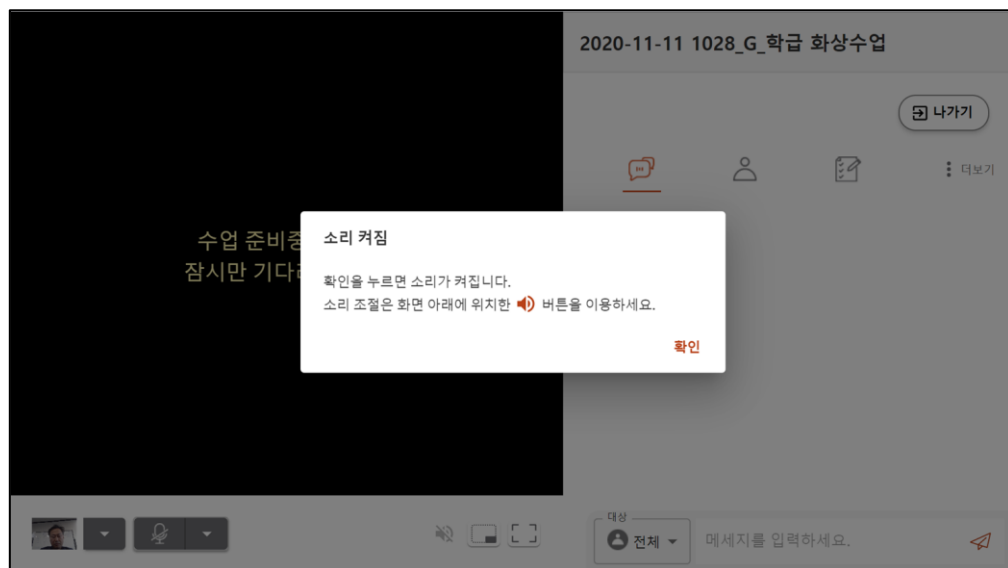 2020-11-11 1028_G_학급 화상수업
나가기
더보기
수업 준비중
잠시만
소리 켜짐
확인을 누르면 소리가 켜집니다.
소리 조절은 화면 아래에 위치한 버튼을 이용하세요.
확인
대상
전체
메세지를 입력하세요.